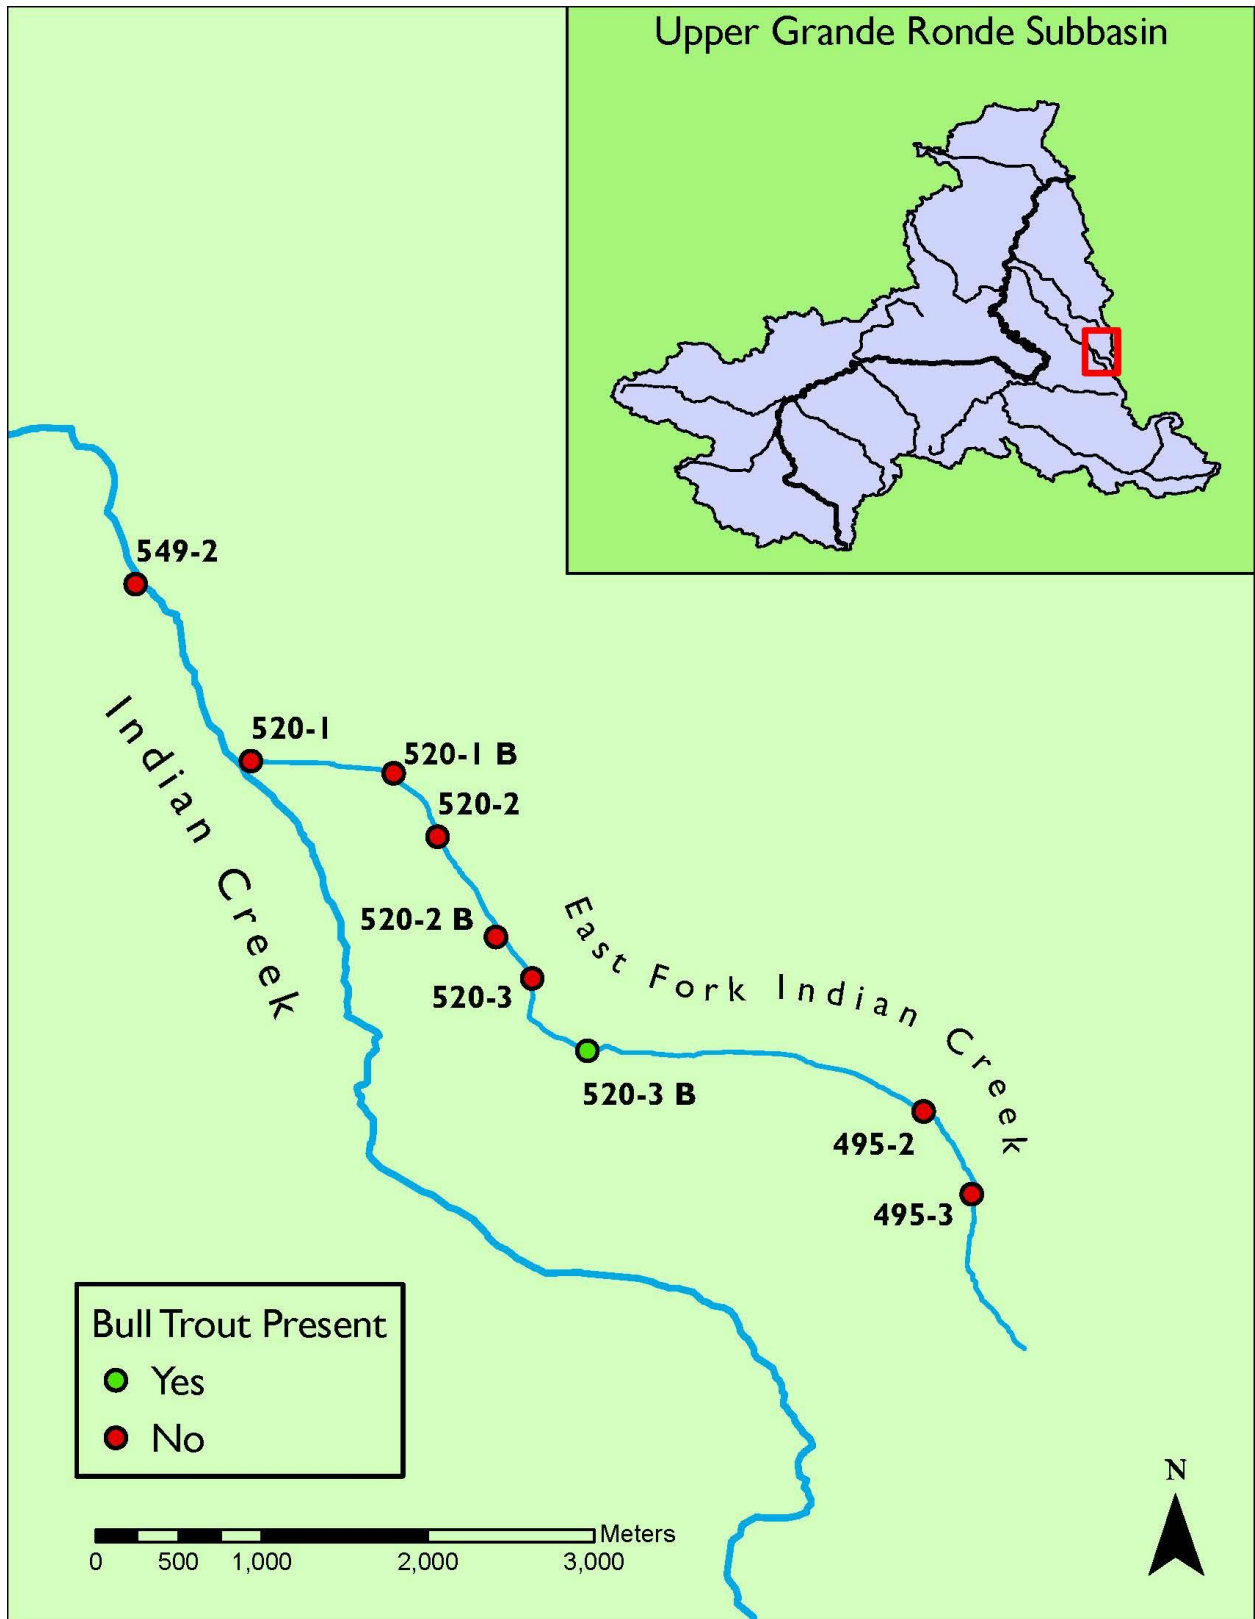 Upper Grande Ronde Subbasin
549-2
520-1
520-1 B
520-2
520-2 B
520-3
520-3 B
495-2
495-3
Indian Creek
East Fork Indian Creek
Bull Trout Present
Yes
No
N
Meters
0 500 1,000 2,000 3,000